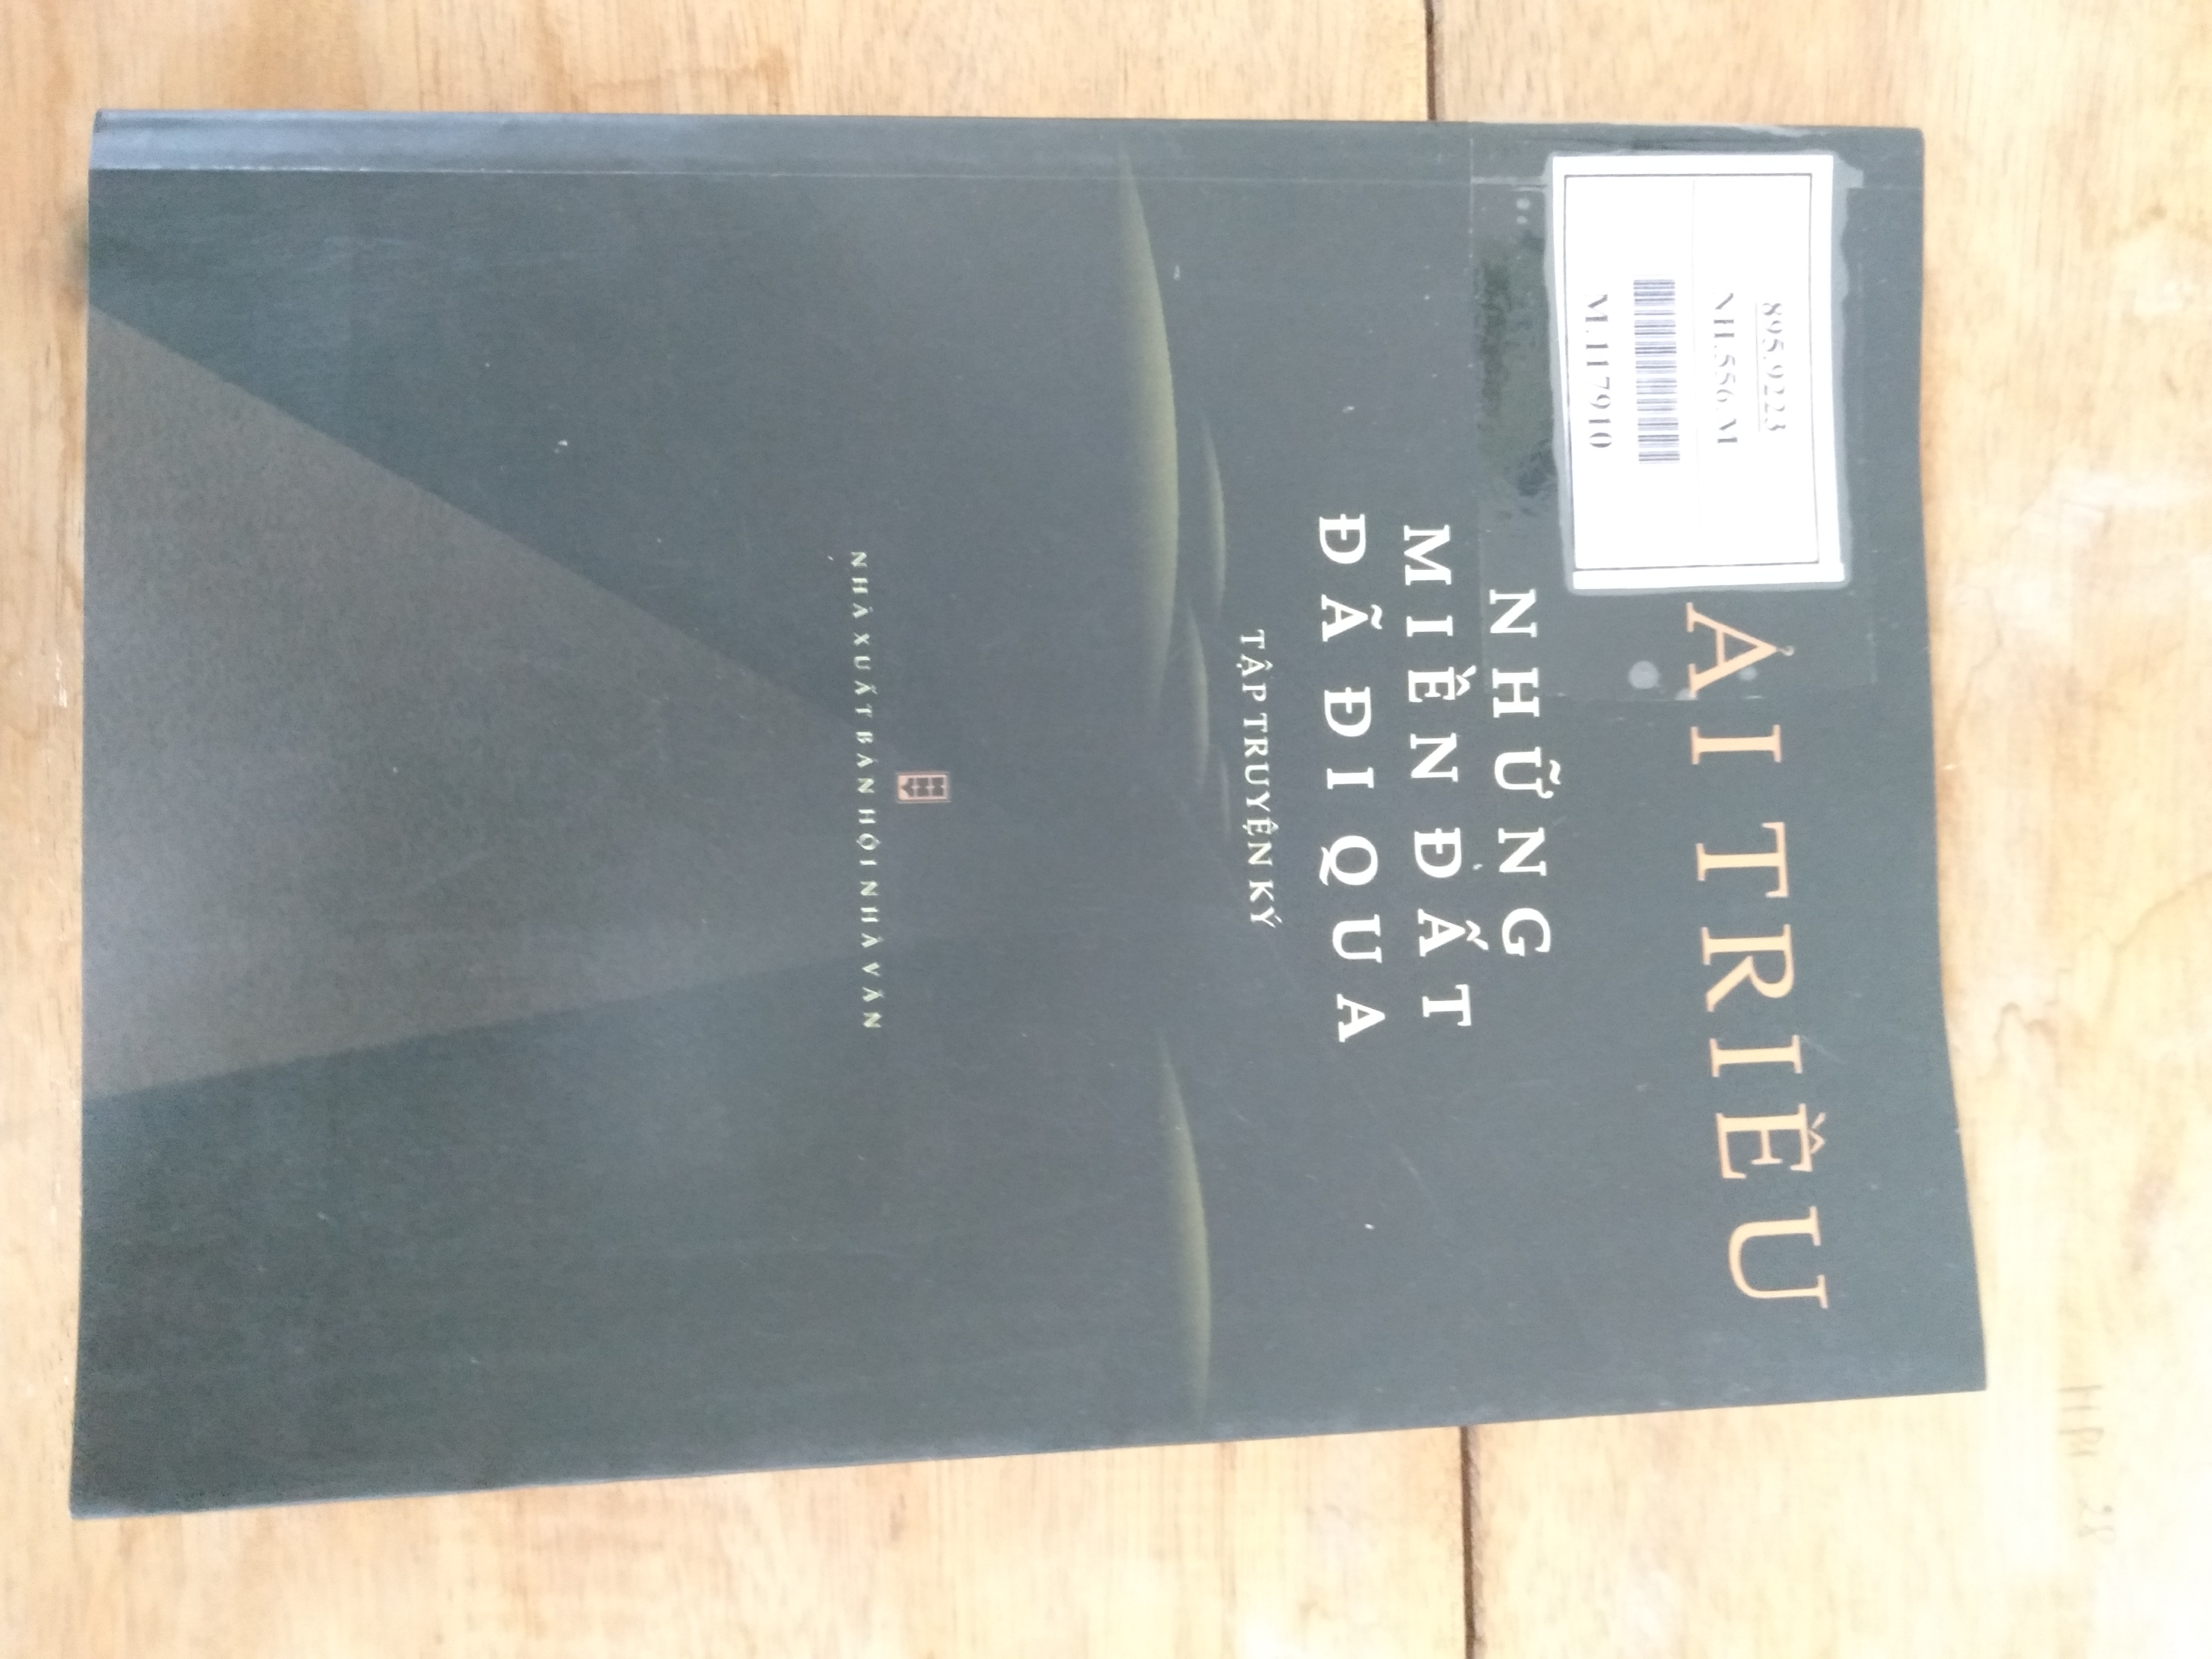 895.9223
NH.556.M
M.117910
ẢI TRIỀU
NHỮNG
MIỀN ĐẤT
ĐÃ ĐI QUA
TẬP TRUYỆN KÝ
NHÀ XUẤT BẢN HỘI NHÀ VĂN